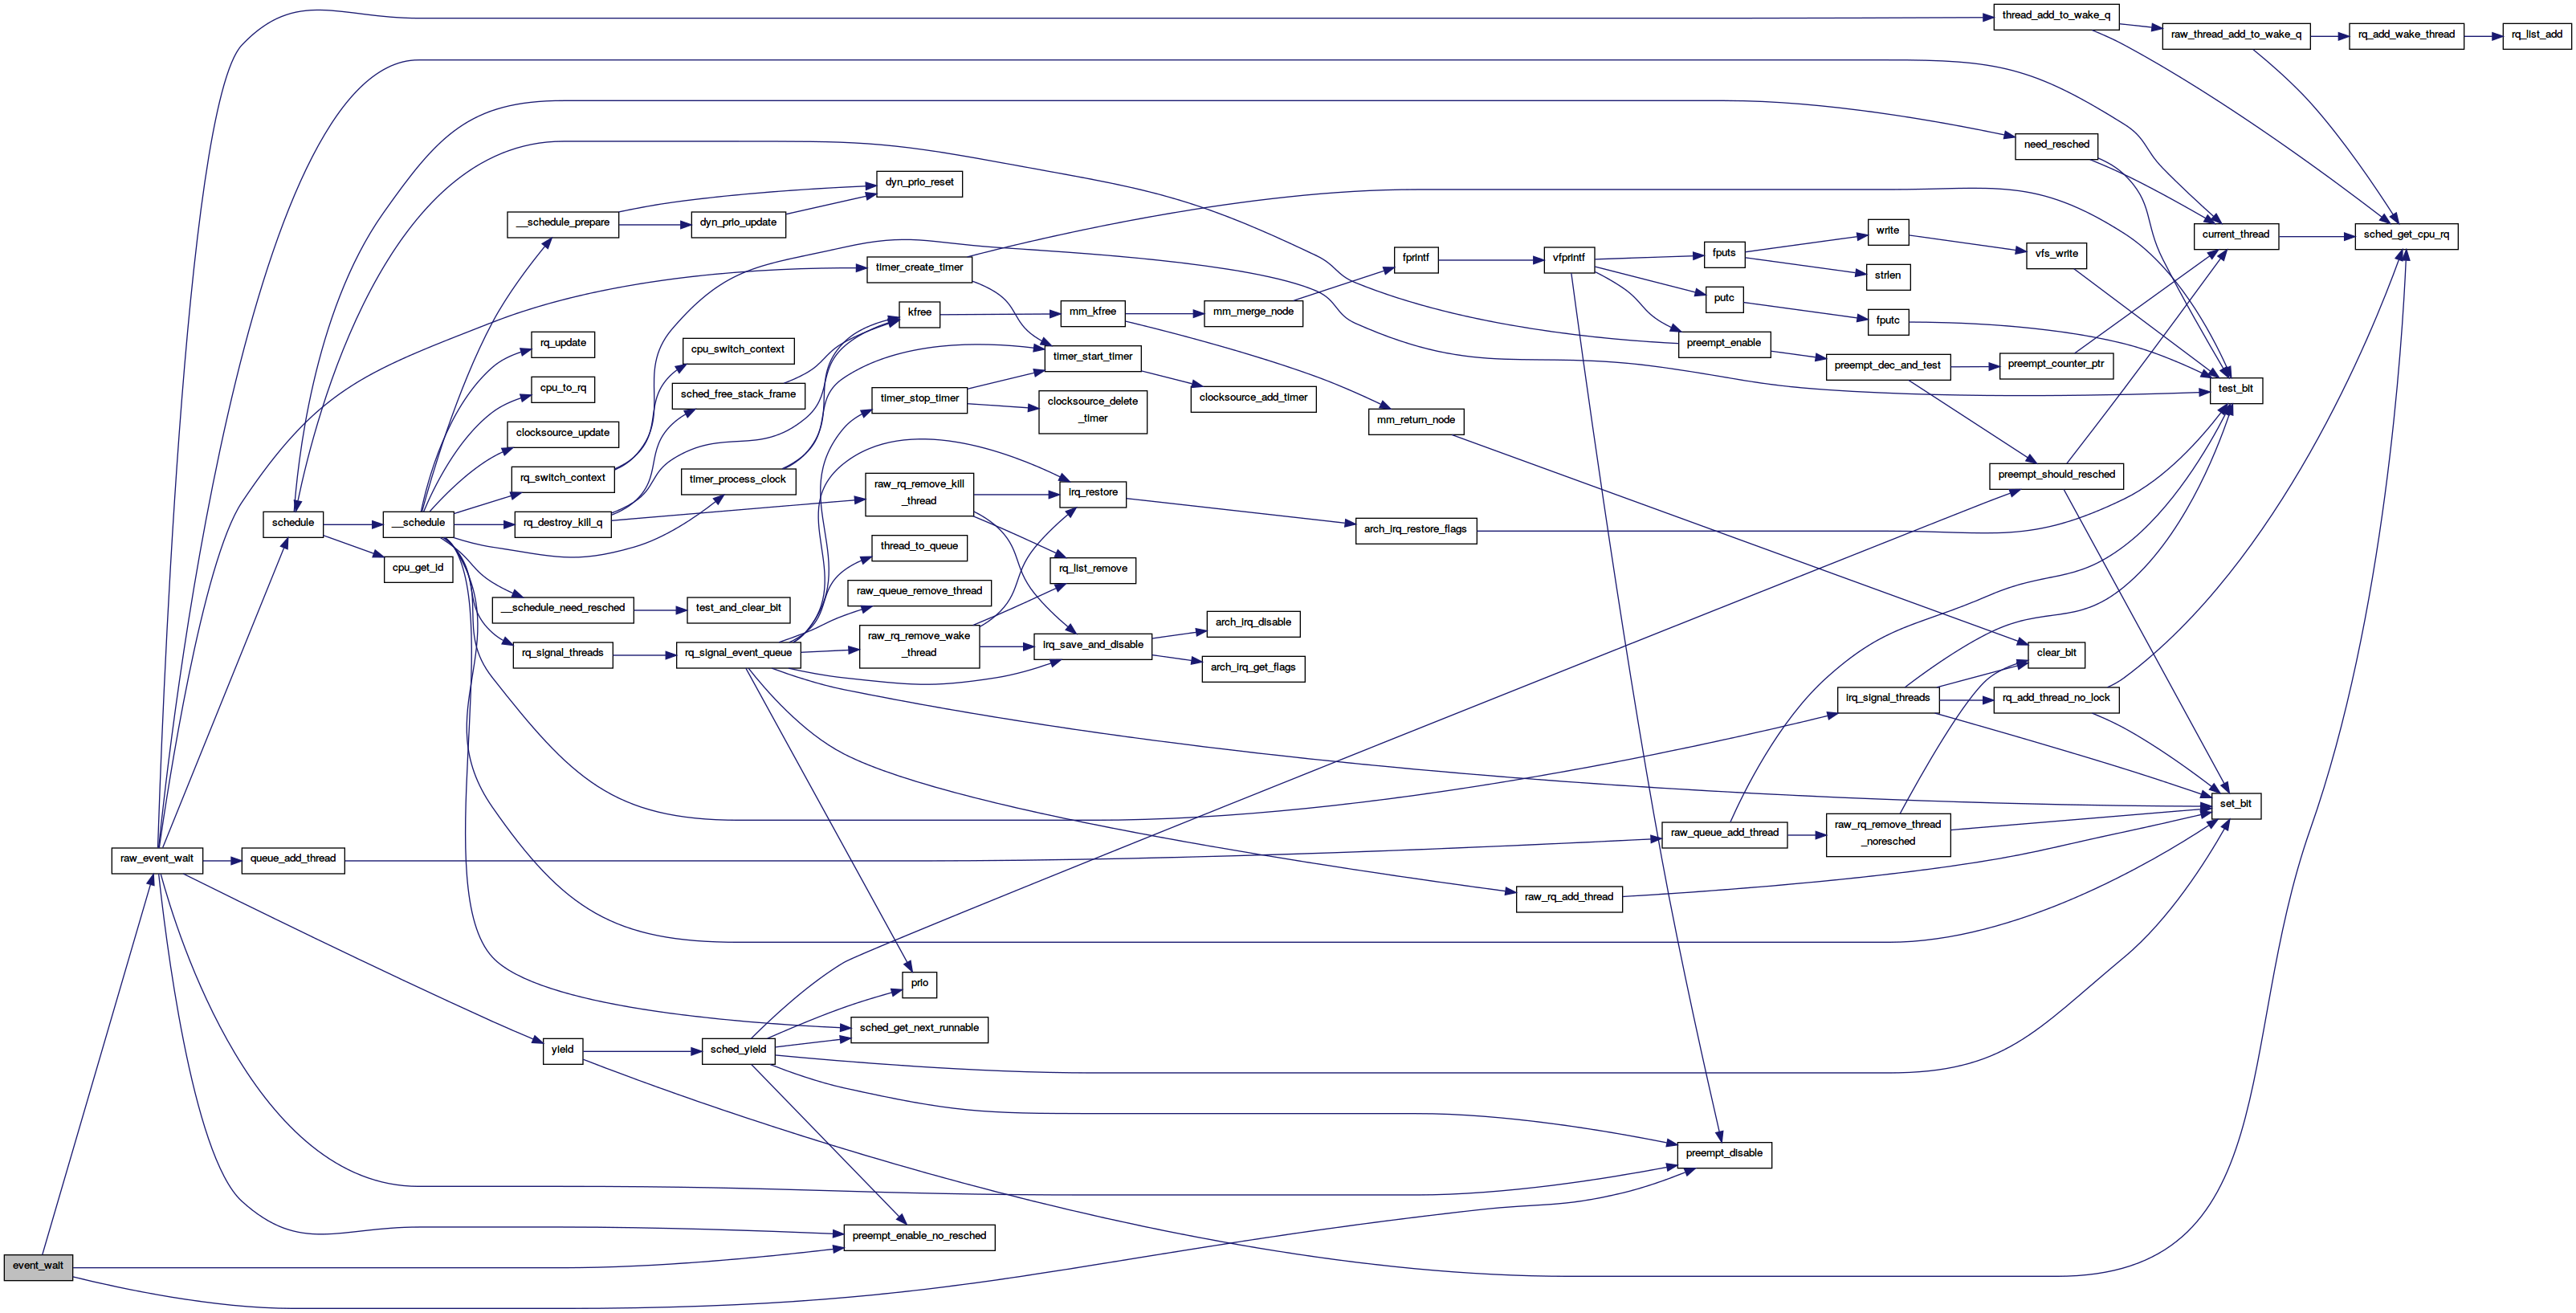 thread_add_to_wake_q
raw_thread_add_to_wake_q
rq_add_wake_thread
rq_list_add
need_resched
dyn_prio_reset
__schedule_prepare
dyn_prio_update
current_thread
sched_get_cpu_rq
write
fputs
vfs_write
timer_create_timer
fprintf
vfprintf
strlen
putc
kfree
mm_kfree
mm_merge_node
fputc
rq_update
preempt_enable
cpu_switch_context
timer_start_timer
preempt_dec_and_test
preempt_counter_ptr
cpu_to_rq
sched_free_stack_frame
timer_stop_timer
clocksource_add_timer
test_bit
clocksource_delete
_timer
mm_return_node
clocksource_update
rq_switch_context
timer_process_clock
preempt_should_resched
raw_rq_remove_kill
_thread
irq_restore
schedule
__schedule
rq_destroy_kill_q
arch_irq_restore_flags
thread_to_queue
cpu_get_id
rq_list_remove
raw_queue_remove_thread
__schedule_need_resched
test_and_clear_bit
arch_irq_disable
raw_rq_remove_wake
_thread
irq_save_and_disable
rq_signal_threads
rq_signal_event_queue
clear_bit
arch_irq_get_flags
irq_signal_threads
rq_add_thread_no_lock
set_bit
raw_queue_add_thread
raw_rq_remove_thread
_noresched
raw_event_wait
queue_add_thread
raw_rq_add_thread
prio
sched_get_next_runnable
yield
sched_yield
preempt_disable
preempt_enable_no_resched
event_wait